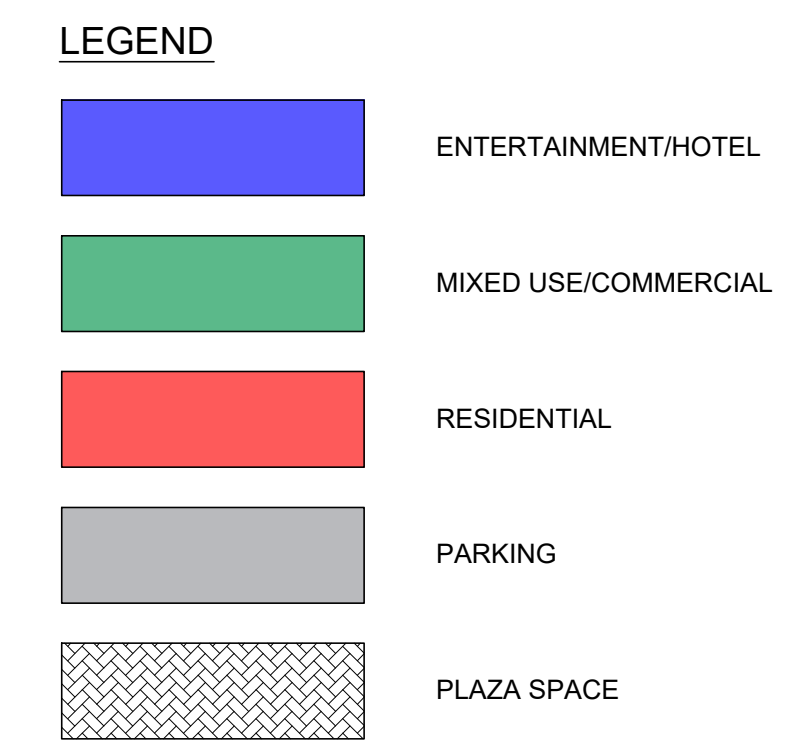 LEGEND
ENTERTAINMENT/HOTEL
MIXED USE/COMMERCIAL
RESIDENTIAL
PARKING
PLAZA SPACE